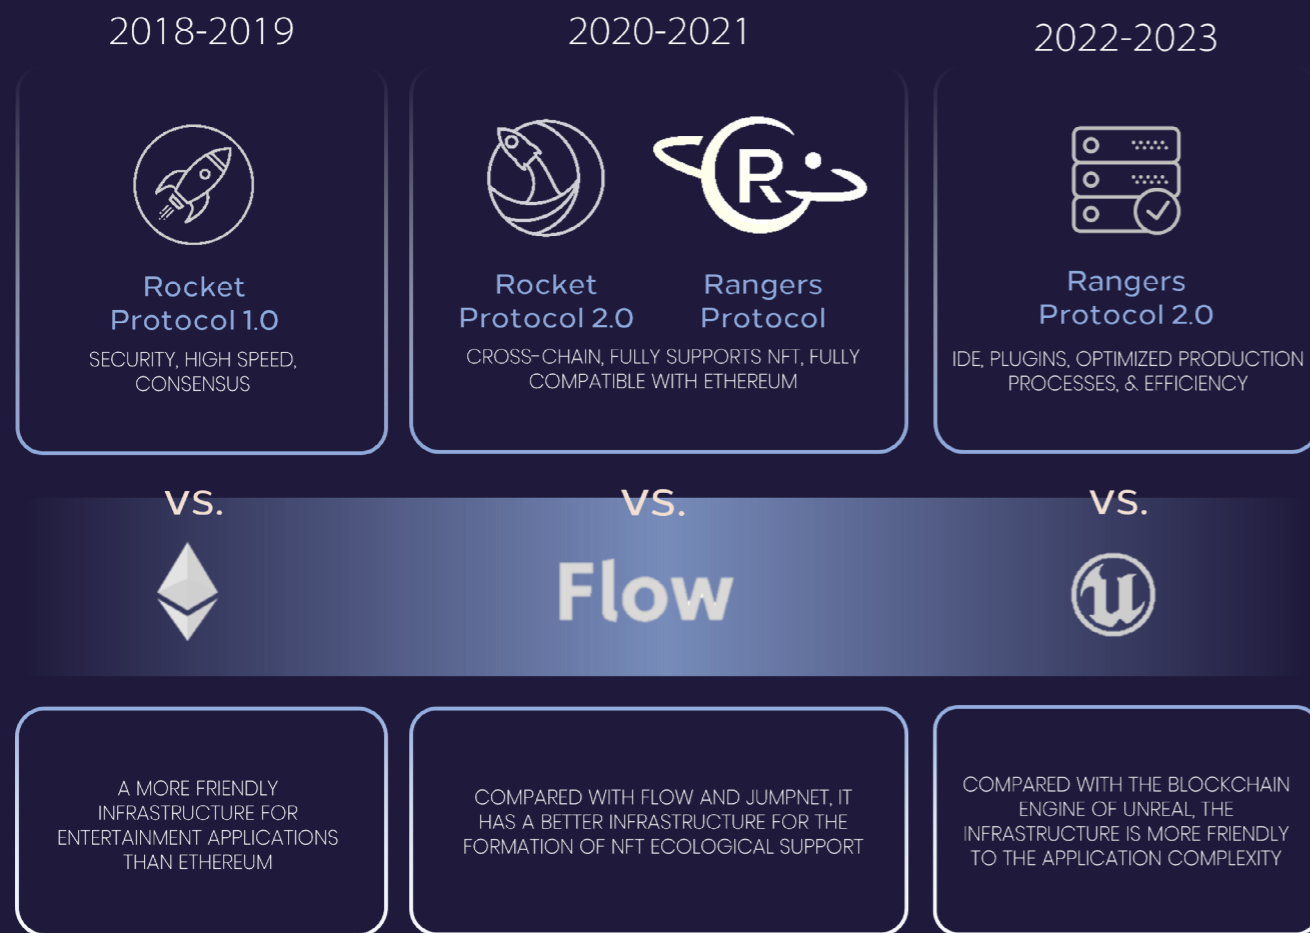 2018-2019
2020-2021
2022-2023
R
Rocket
Protocol 1.0
SECURITY, HIGH SPEED,
CONSENSUS
Rocket
Protocol 2.0
Rangers
Protocol
CROSS-CHAIN, FULLY SUPPORTS NFT, FULLY
COMPATIBLE WITH ETHEREUM
Rangers
Protocol 2.0
IDE, PLUGINS, OPTIMIZED PRODUCTION
PROCESSES, & EFFICIENCY
VS.
VS.
VS.
Flow
U
A MORE FRIENDLY
INFRASTRUCTURE FOR
ENTERTAINMENT APPLICATIONS
THAN ETHEREUM
COMPARED WITH FLOW AND JUMPNET, IT
HAS A BETTER INFRASTRUCTURE FOR THE
FORMATION OF NFT ECOLOGICAL SUPPORT
COMPARED WITH THE BLOCKCHAIN
ENGINE OF UNREAL, THE
INFRASTRUCTURE IS MORE FRIENDLY
TO THE APPLICATION COMPLEXITY